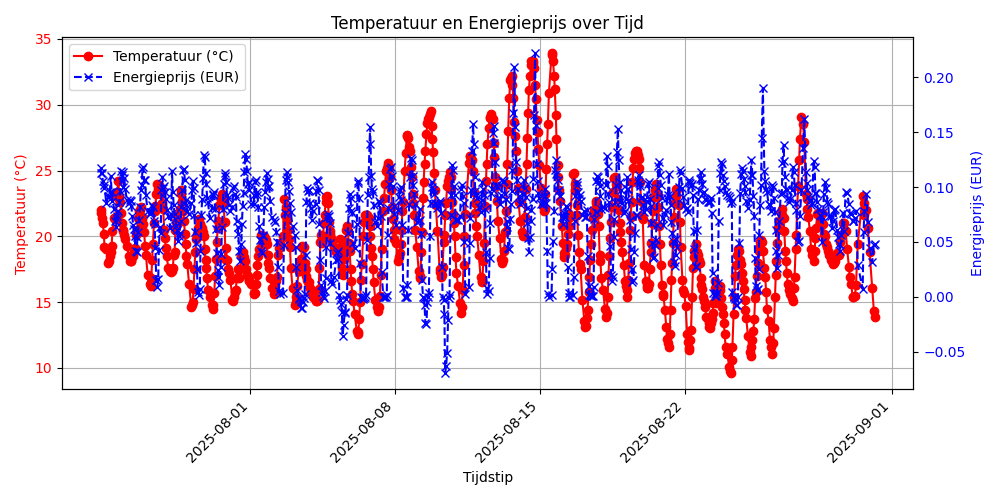 Temperatuur en Energieprijs over Tijd
Temperatuur (°C)
Energieprijs (EUR)
35
30
25
20
15
10
Temperatuur (°C)
0.20
0.15
0.10
0.05
0.00
−0.05
Energieprijs (EUR)
2025-08-01
2025-08-08
2025-08-15
2025-08-22
2025-09-01
Tijdstip